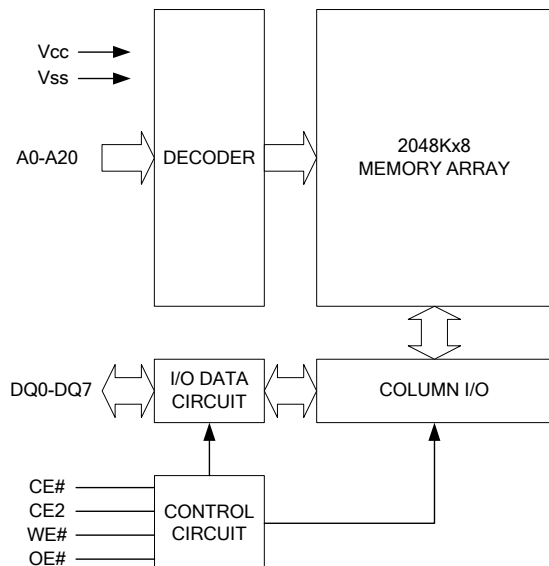 Vcc
Vss
A0-A20
DECODER
2048Kx8
MEMORY ARRAY
DQ0-DQ7
I/O DATA
CIRCUIT
COLUMN I/O
CE#
CE2
WE#
OE#
CONTROL
CIRCUIT